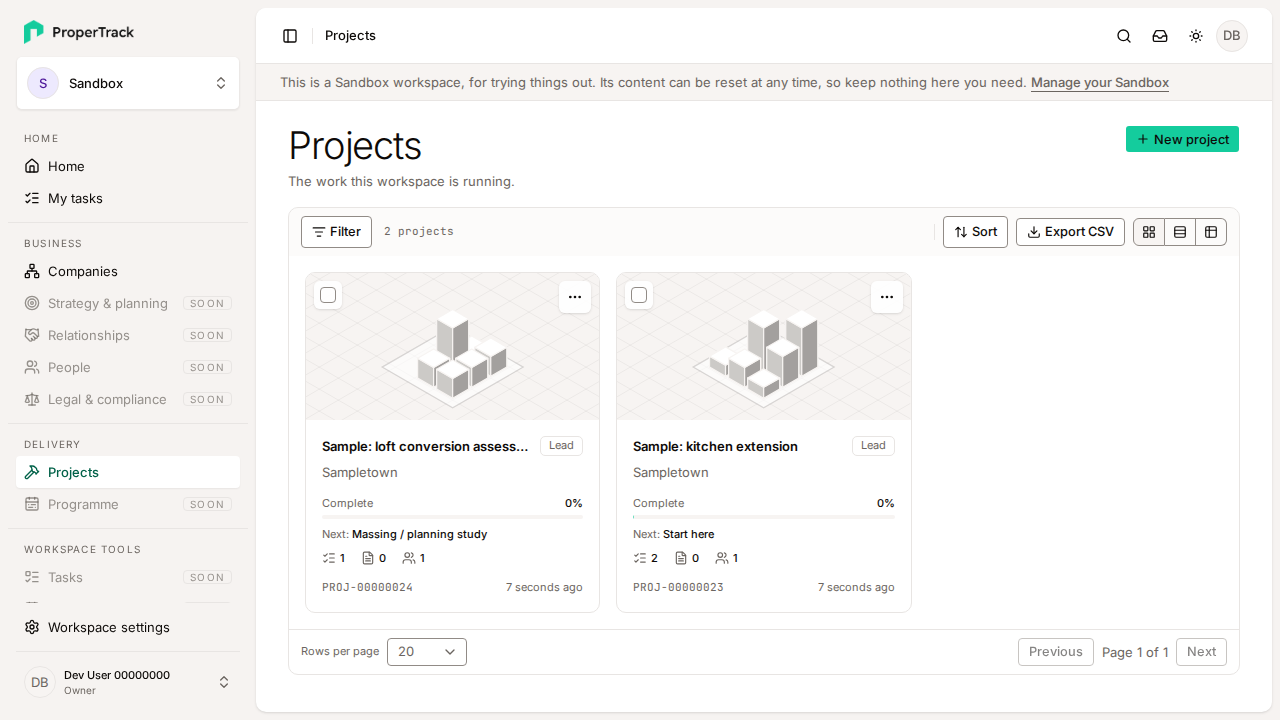 ProperTrack
S
Sandbox
HOME
Home
My tasks
BUSINESS
Companies
Strategy & planning SOON
Relationships SOON
People SOON
Legal & compliance SOON
DELIVERY
Projects
Programme SOON
WORKSPACE TOOLS
Tasks SOON
Workspace settings
DB
Dev User 00000000
Owner
Projects
DB
This is a Sandbox workspace, for trying things out. Its content can be reset at any time, so keep nothing here you need. Manage your Sandbox
Projects
The work this workspace is running.
New project
Filter
2 projects
Sort
Export CSV
Sample: loft conversion assess...
Lead
Sampletown
Complete 0%
Next: Massing / planning study
1 0 1
PROJ-00000024 7 seconds ago
Sample: kitchen extension
Lead
Sampletown
Complete 0%
Next: Start here
2 0 1
PROJ-00000023 7 seconds ago
Rows per page 20
Previous Page 1 of 1 Next